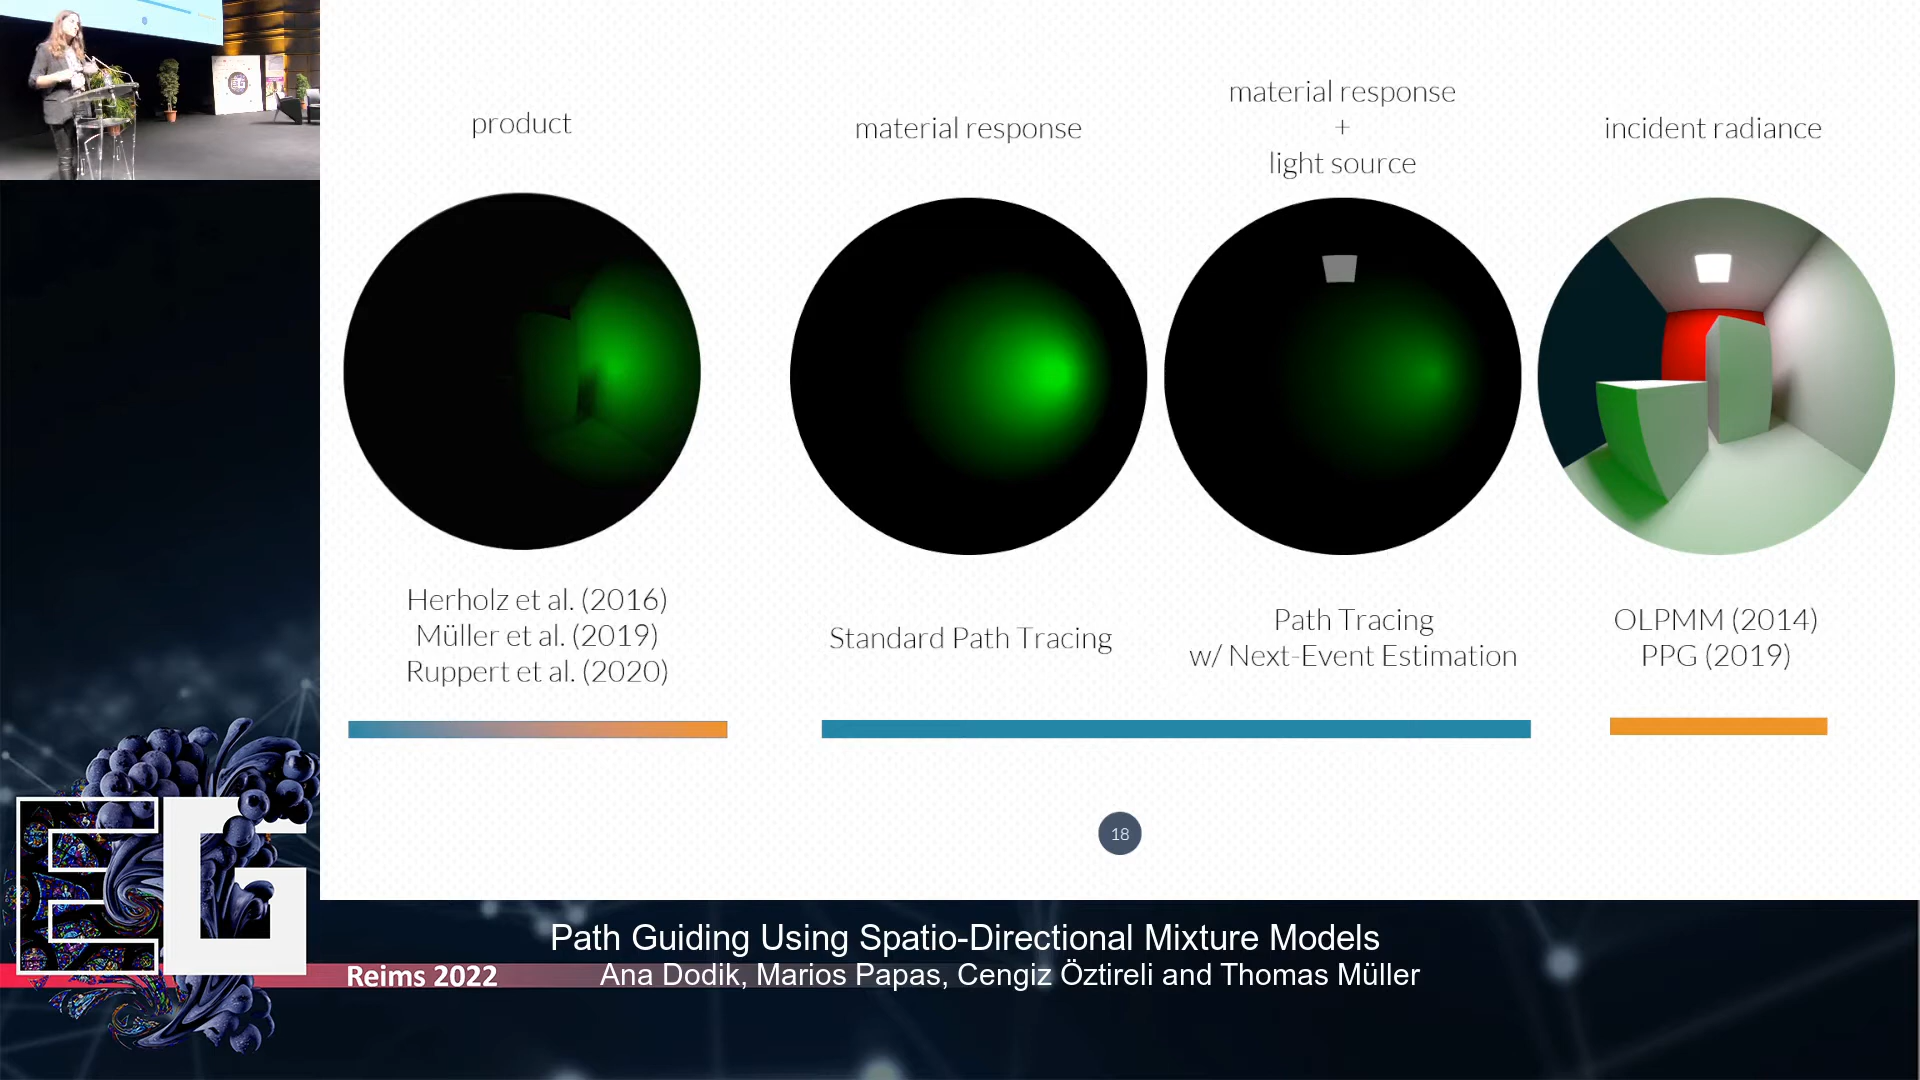 product
material response
material response
+
light source
incident radiance
Herholz et al. (2016)
Müller et al. (2019)
Ruppert et al. (2020)
Standard Path Tracing
Path Tracing
w/ Next-Event Estimation
OLPMM (2014)
PPG (2019)
18
EG
Path Guiding Using Spatio-Directional Mixture Models
Reims 2022
Ana Dodik, Marios Papas, Cengiz Öztireli and Thomas Müller